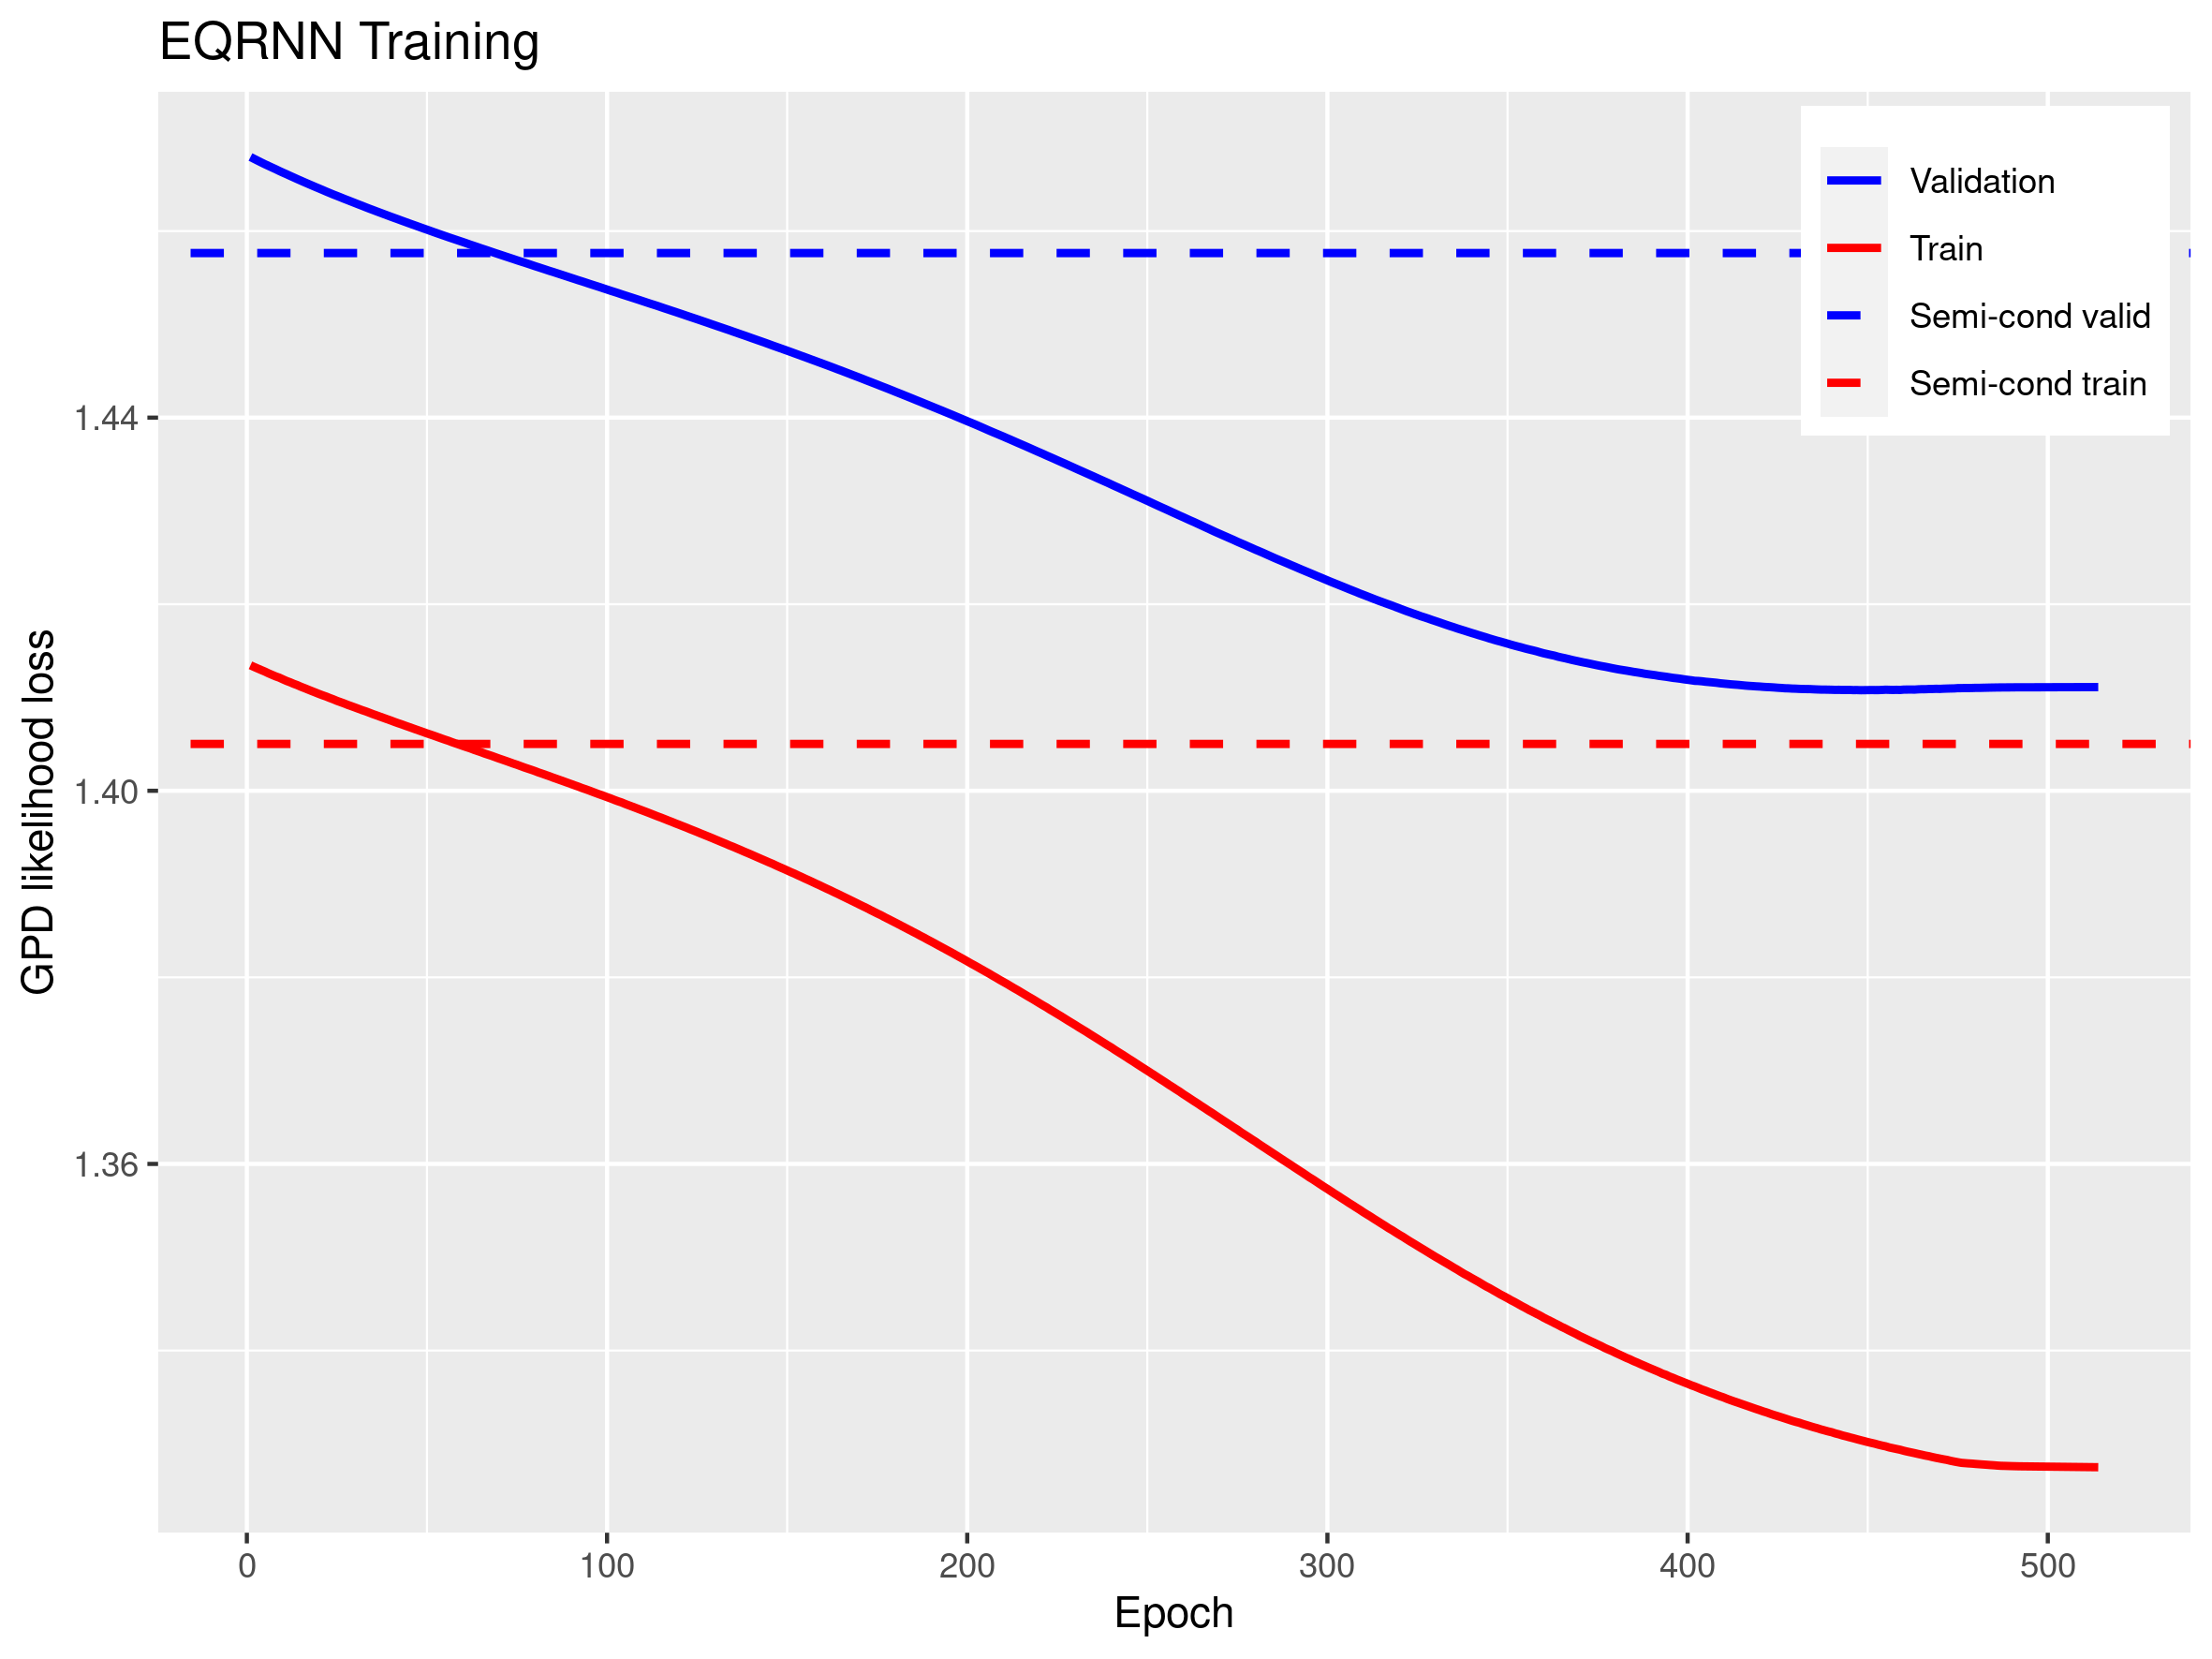 EQRNN Training
Validation
Train
Semi-cond valid
Semi-cond train
GPD likelihood loss
1.44
1.40
1.36
0 100 200 300 400 500
Epoch